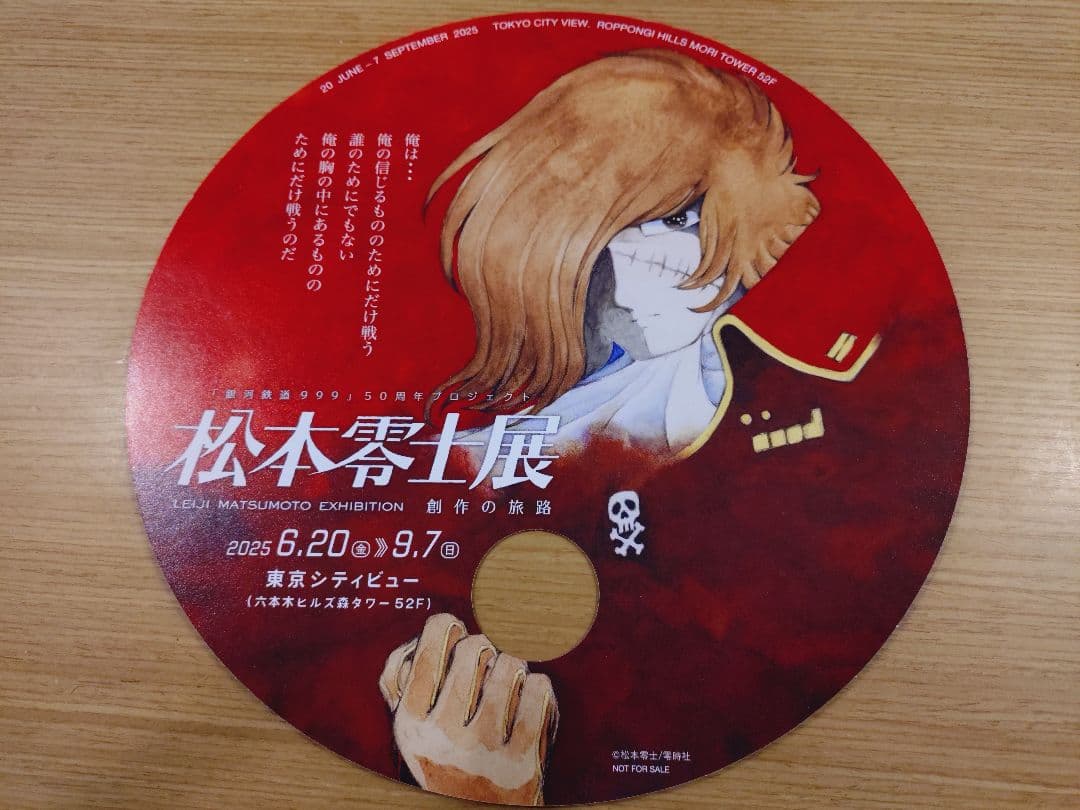 20 JUNE – 7 SEPTEMBER 2025 TOKYO CITY VIEW, ROPPONGI HILLS MORI TOWER 52F
俺は・・・
俺の信じるもののためにだけ戦う
誰のためにでもない
俺の胸の中にあるものの
ためにだけ戦うのだ
「銀河鉄道999」50周年プロジェクト
松本零士展
LEIJI MATSUMOTO EXHIBITION 創作の旅路
2025 6.20㊎》9.7㊐
東京シティビュー
(六本木ヒルズ森タワー52F)
©松本零士/零時社
NOT FOR SALE